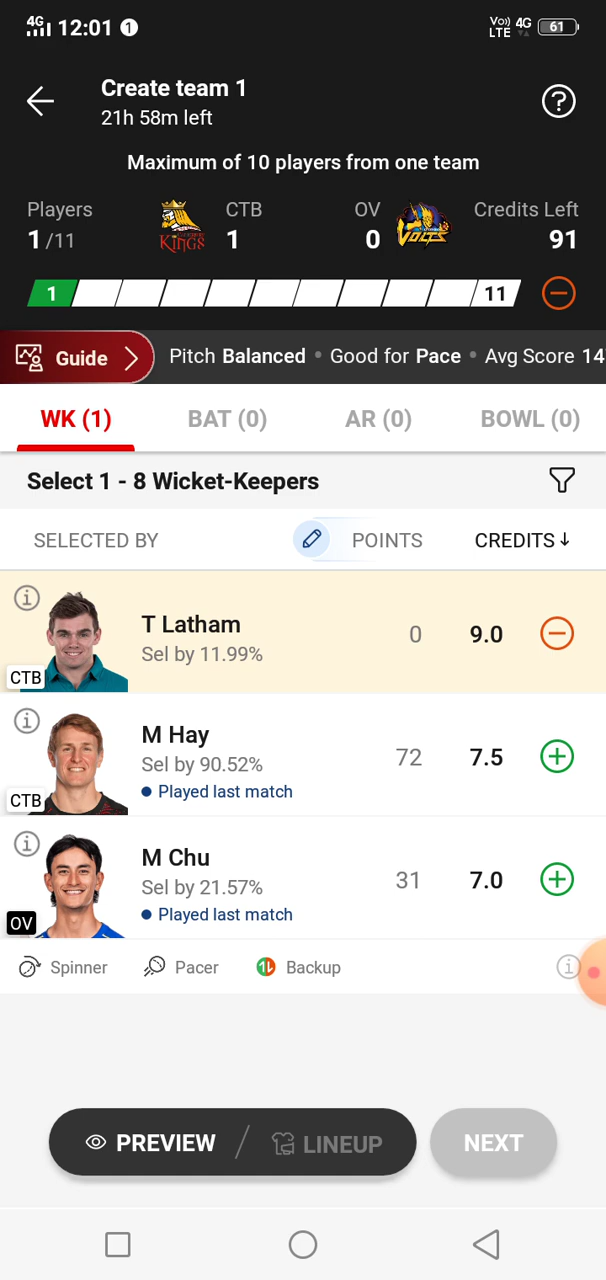 4G 12:01 1 Vo) LTE 4G 61
Create team 1
21h 58m left
?
Maximum of 10 players from one team
Players CTB OV Credits Left
1/11 KINGS 1 0 VOLTS 91
1 11
Guide Pitch Balanced • Good for Pace • Avg Score 14
WK (1) BAT (0) AR (0) BOWL (0)
Select 1 - 8 Wicket-Keepers
SELECTED BY POINTS CREDITS↓
T Latham
Sel by 11.99%
0 9.0
CTB
M Hay
Sel by 90.52%
72 7.5
• Played last match
CTB
M Chu
Sel by 21.57%
31 7.0
• Played last match
OV
Spinner Pacer Backup
PREVIEW / LINEUP NEXT